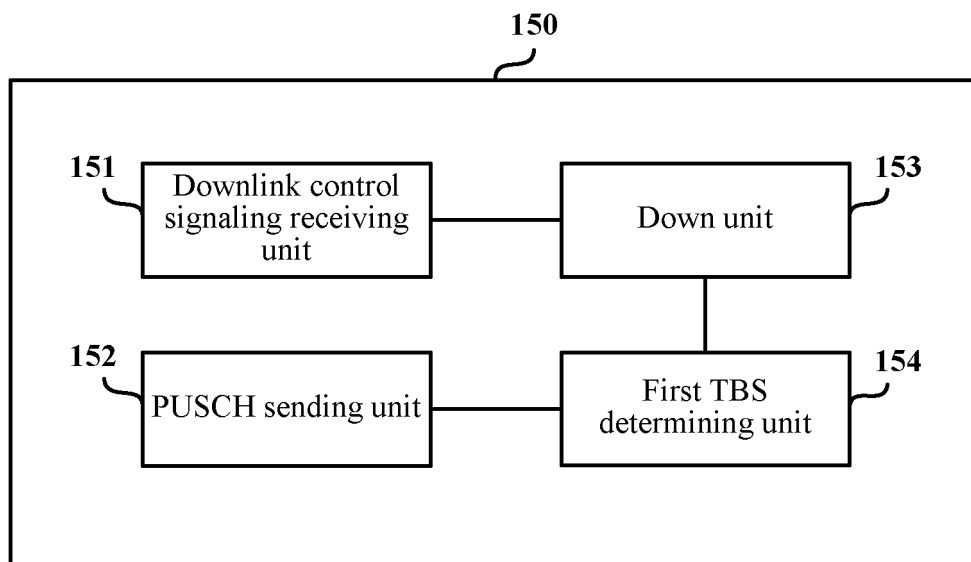 150
151
Downlink control
signaling receiving
unit
Down unit
153
152
PUSCH sending unit
First TBS
determining unit
154